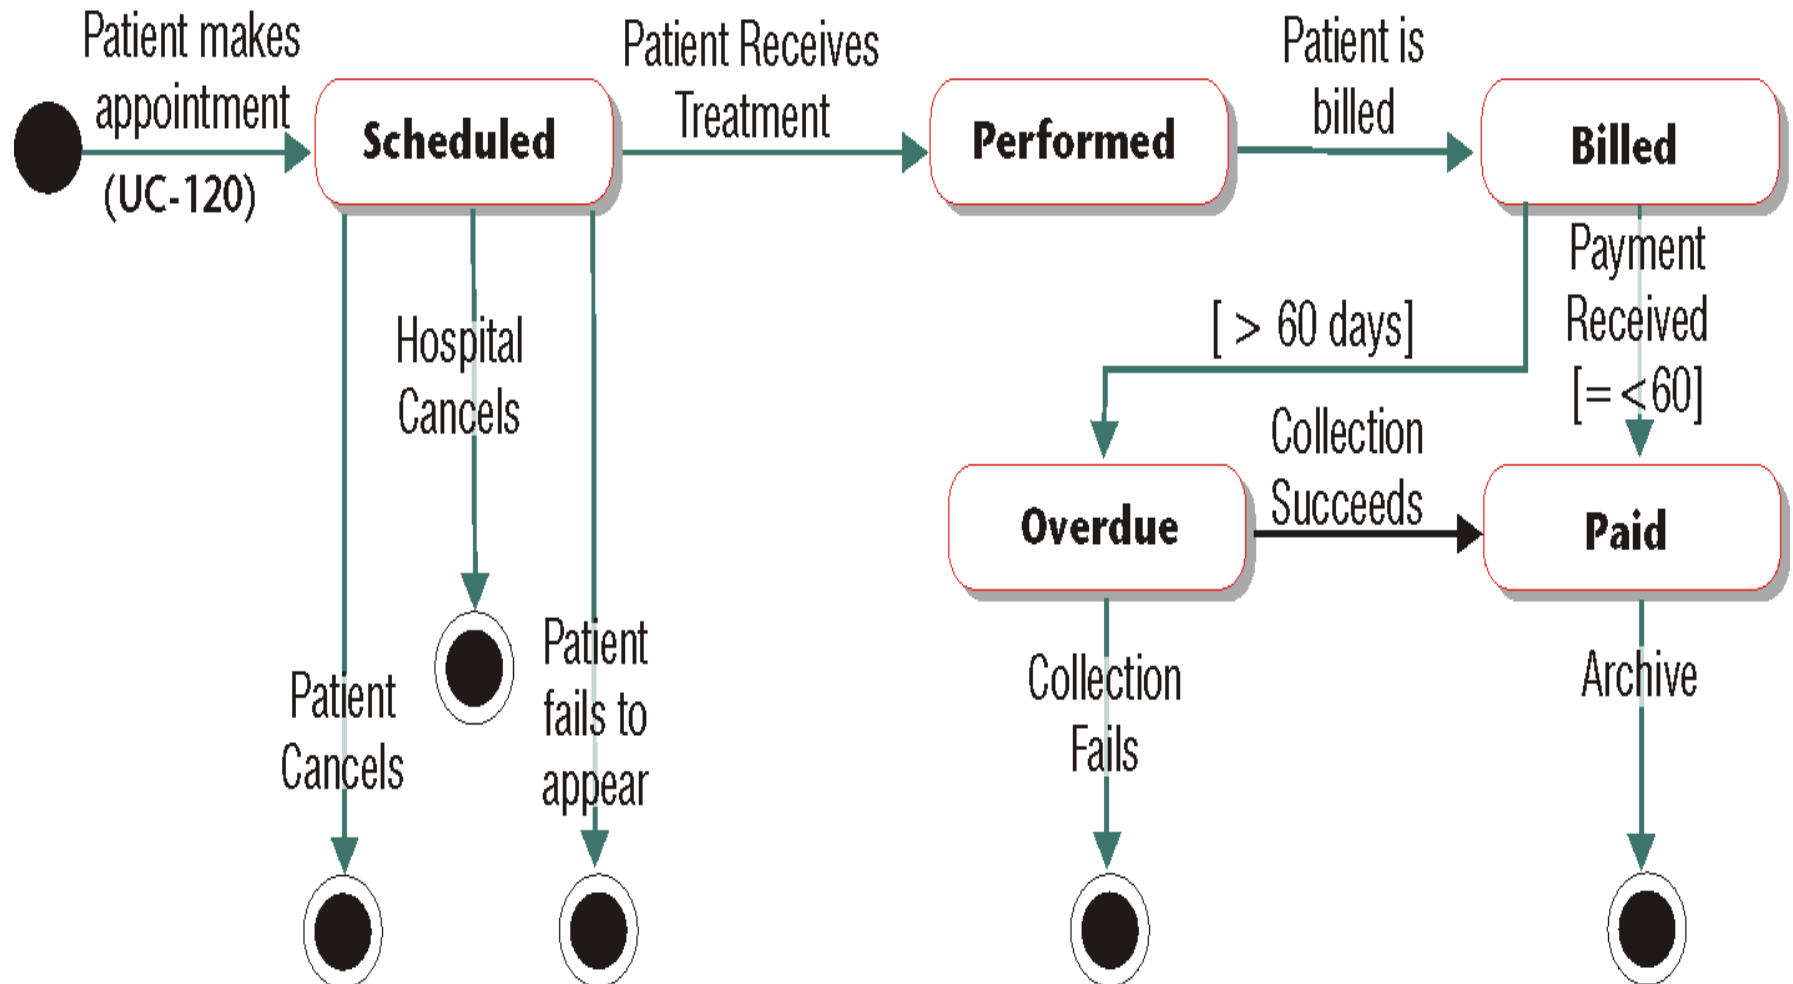 Patient makes
appointment
(UC-120)
Scheduled
Patient Receives
Treatment
Performed
Patient is
billed
Billed
Hospital
Cancels
Patient
Cancels
Patient
fails to
appear
[ > 60 days]
Payment
Received
[= <60]
Overdue
Collection
Succeeds
Paid
Collection
Fails
Archive